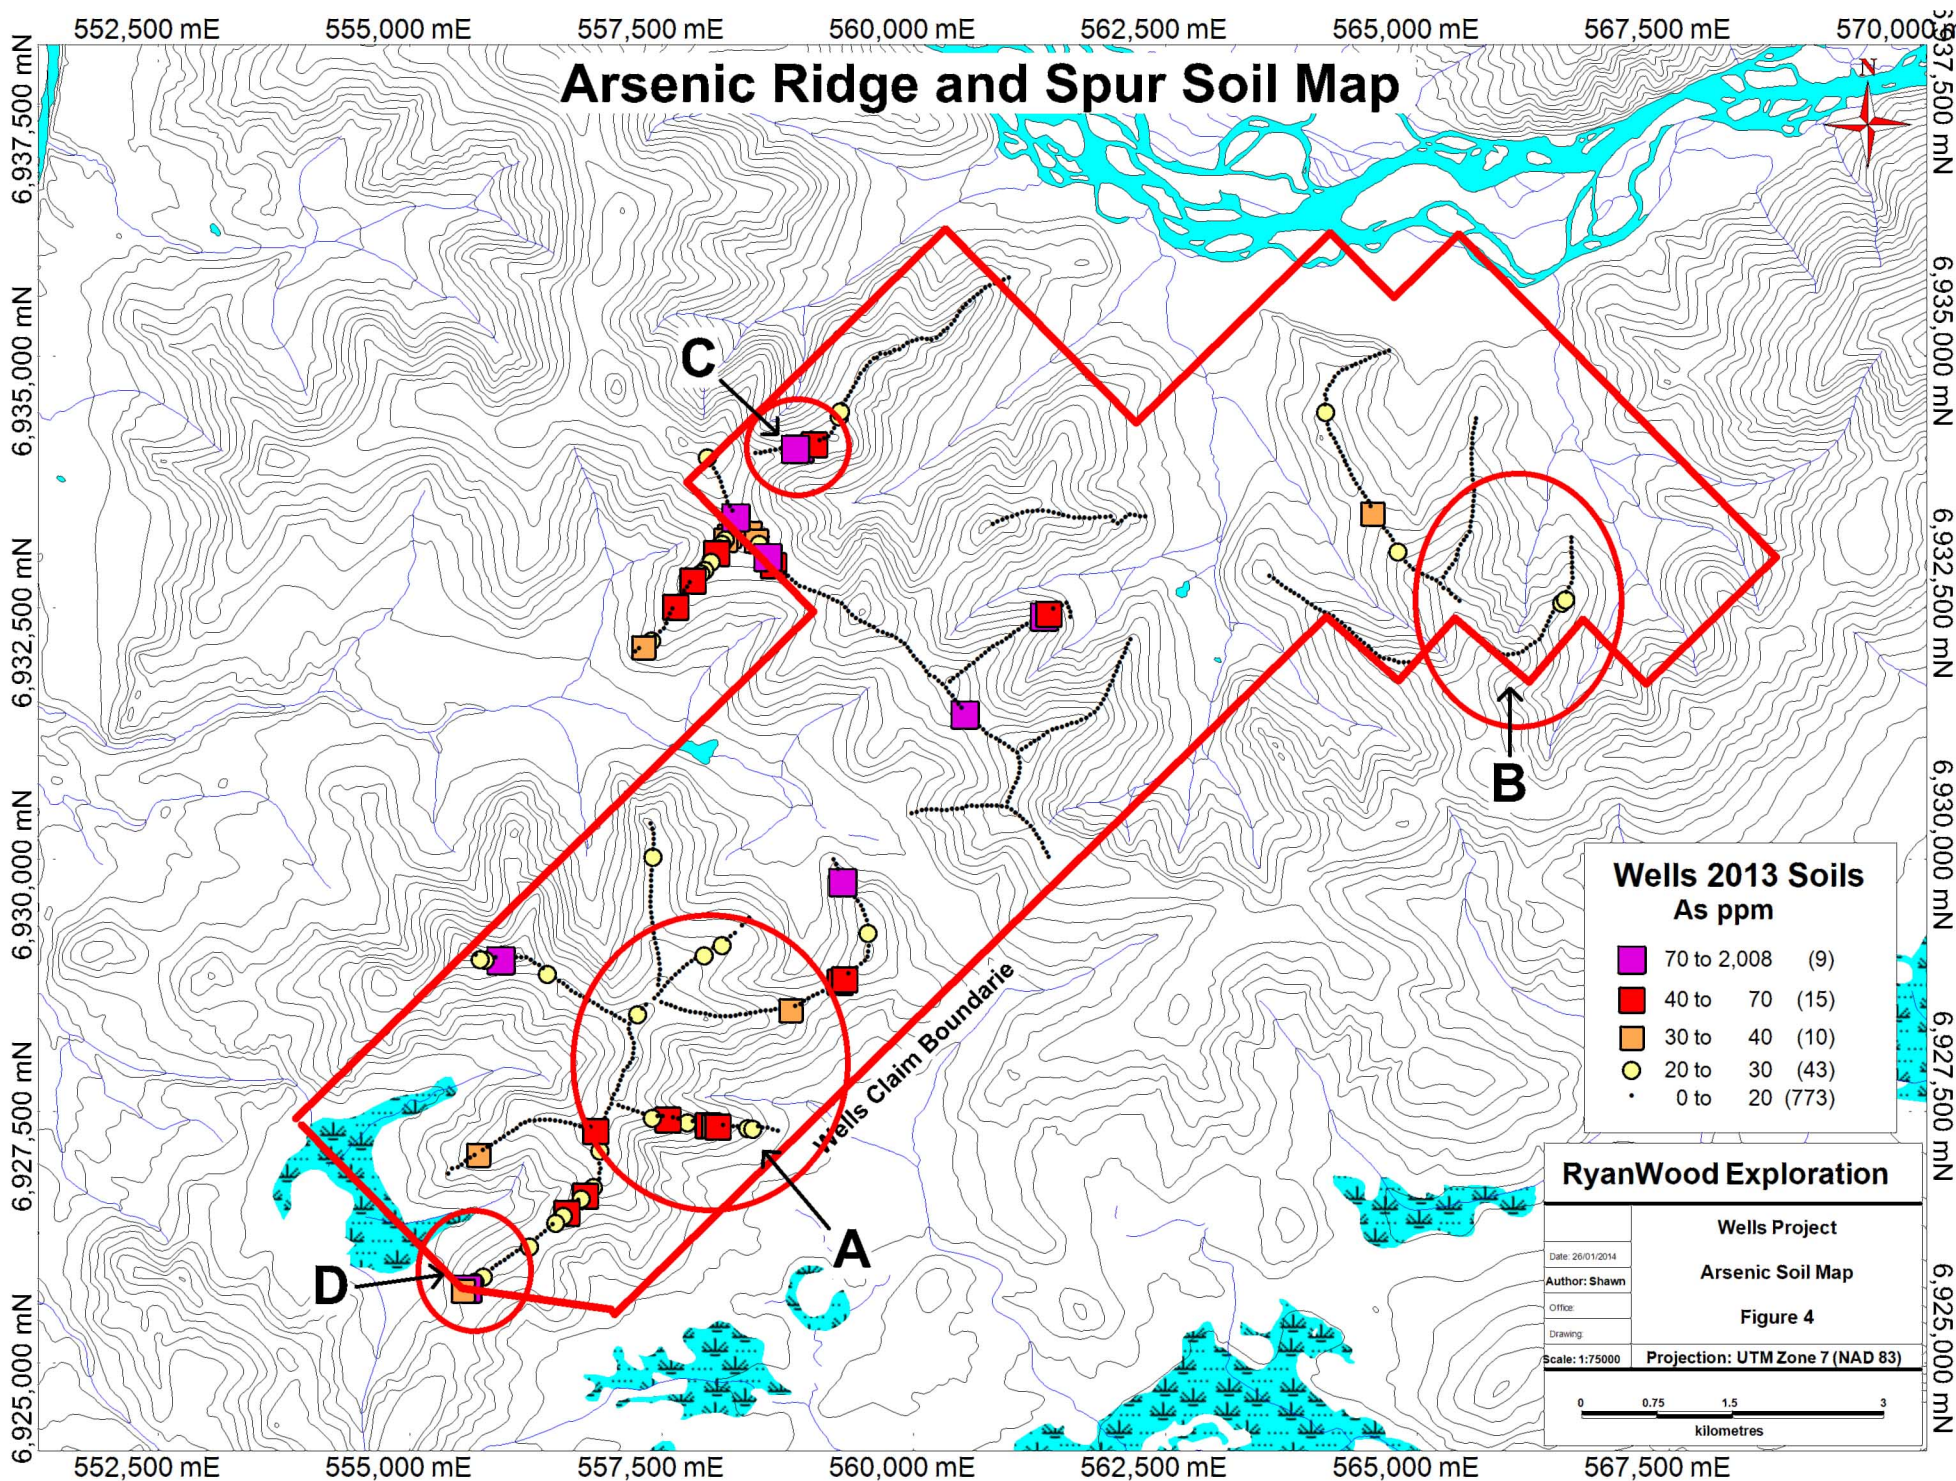 552,500 mE 555,000 mE 557,500 mE 560,000 mE 562,500 mE 565,000 mE 567,500 mE 570,000
Arsenic Ridge and Spur Soil Map
N
6,937,500 mN
6,935,000 mN
6,932,500 mN
6,930,000 mN
6,927,500 mN
6,925,000 mN
937,500 mN
6,935,000 mN
6,932,500 mN
6,930,000 mN
6,927,500 mN
6,925,000 mN
C
B
A
D
Wells Claim Boundarie
Wells 2013 Soils
As ppm
70 to 2,008 (9)
40 to 70 (15)
30 to 40 (10)
20 to 30 (43)
0 to 20 (773)
RyanWood Exploration
Wells Project
Date: 26/01/2014
Arsenic Soil Map
Author: Shawn
Office:
Figure 4
Drawing:
Scale: 1:75000
Projection: UTM Zone 7 (NAD 83)
0 0.75 1.5 3
kilometres
552,500 mE 555,000 mE 557,500 mE 560,000 mE 562,500 mE 565,000 mE 567,500 mE